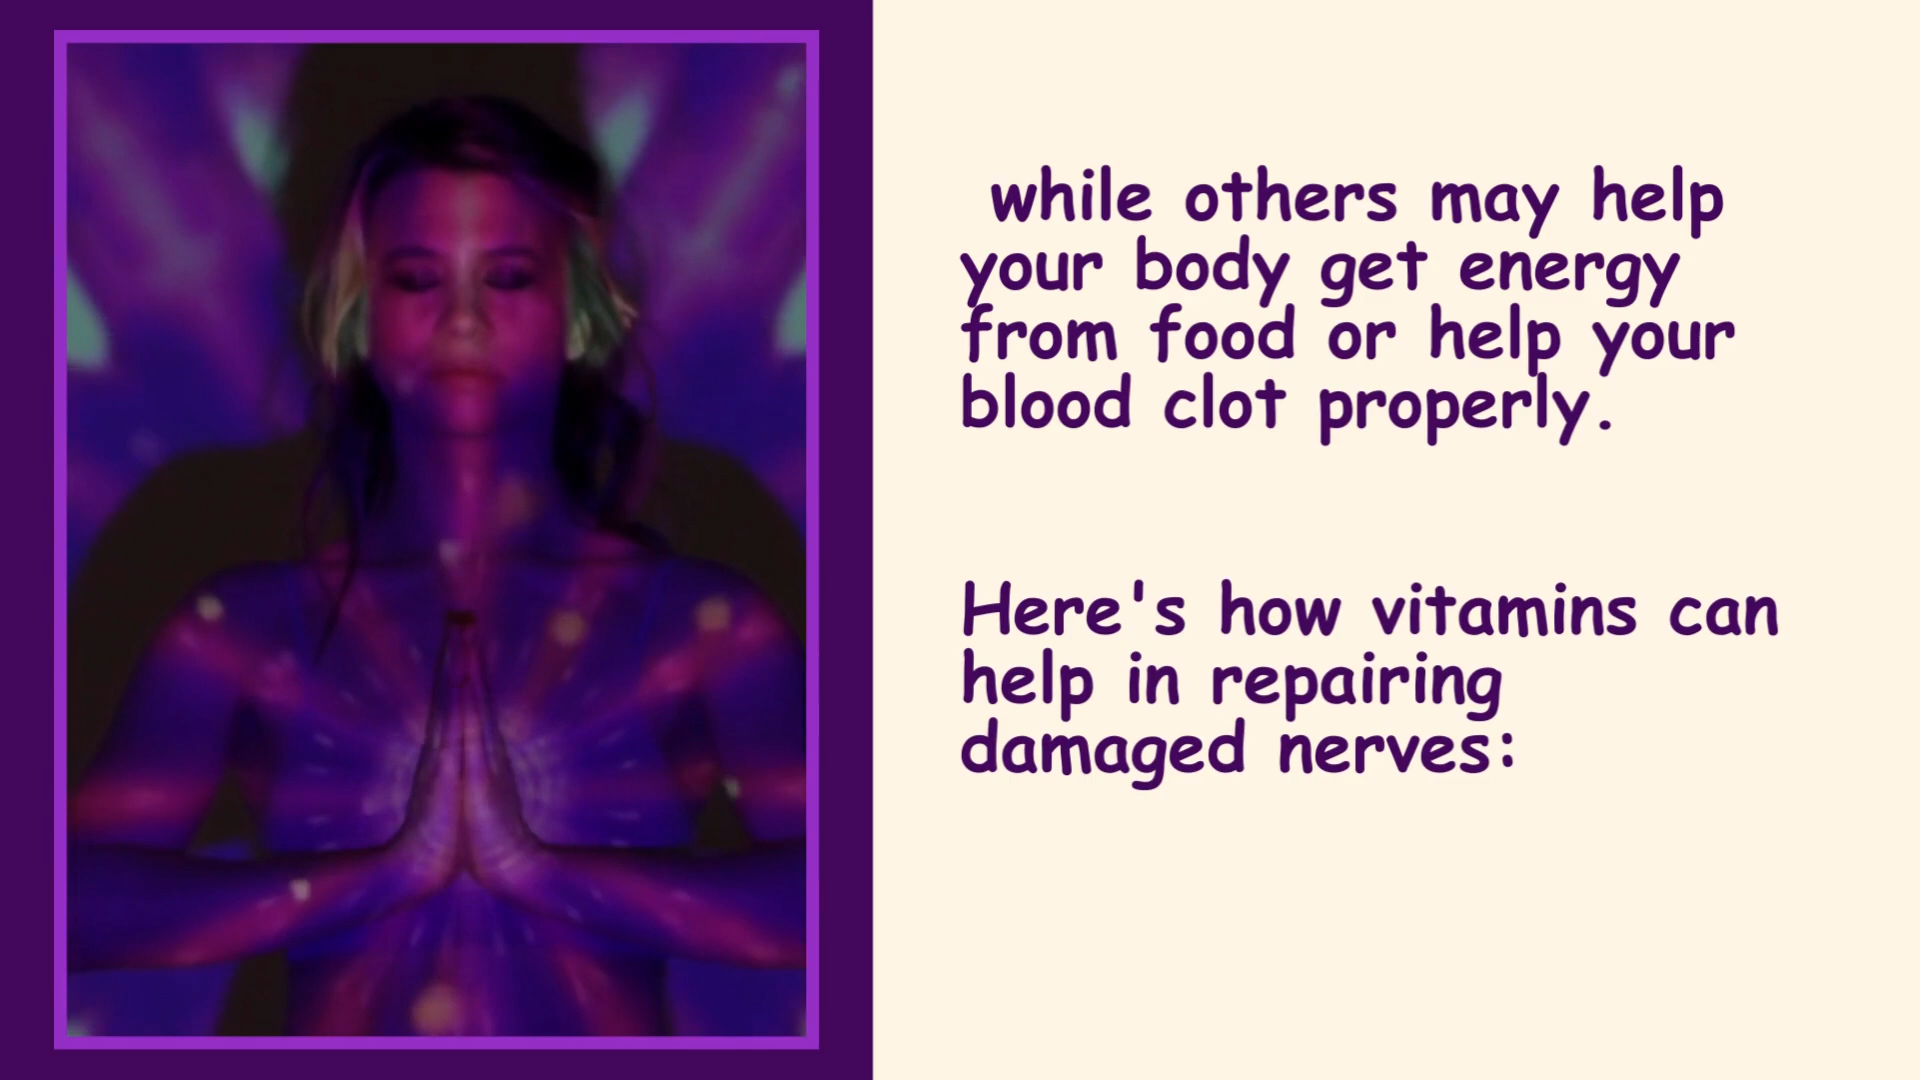 while others may help
your body get energy
from food or help your
blood clot properly.
Here's how vitamins can
help in repairing
damaged nerves: